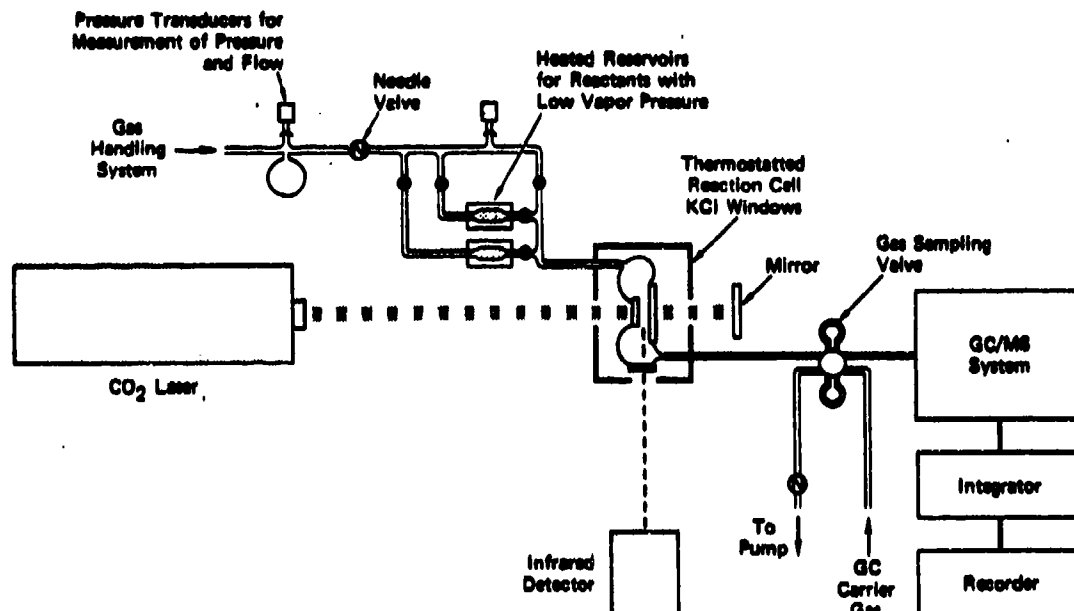 Pressure Transducers for
Measurement of Pressure
and Flow
Needle
Valve
Heated Reservoirs
for Reactants with
Low Vapor Pressure
Gas
Handling
System
Thermostatted
Reaction Cell
KCl Windows
Gas Sampling
Valve
Mirror
GC/MS
System
CO2 Laser
Integrator
To
Pump
Infrared
Detector
GC
Carrier
Gas
Recorder